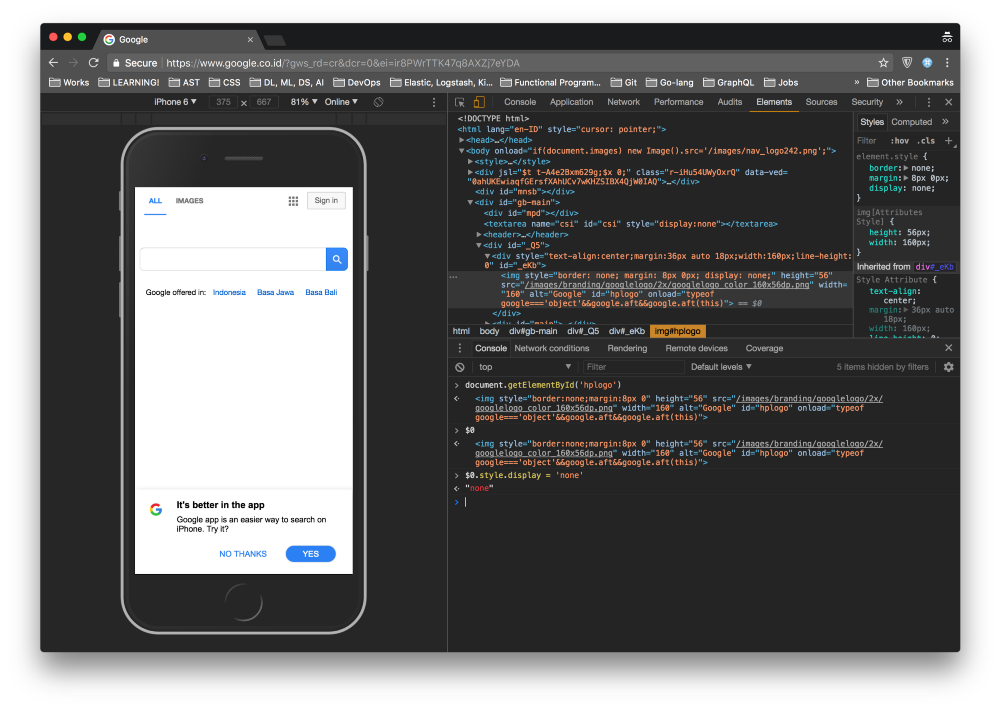 Google
Secure
https://www.google.co.id/?gws_rd=cr&dcr=0&ei=ir8PWrTTK47q8AXZj7eYDA
Works LEARNING! AST CSS DL, ML, DS, AI DevOps Elastic, Logstash, Ki... Functional Program... Git Go-lang GraphQL Jobs » Other Bookmarks
iPhone 6 ▼ 375 × 667 81% ▼ Online ▼
Console Application Network Performance Audits Elements Sources Security »
ALL IMAGES Sign in
Google offered in: Indonesia Basa Jawa Basa Bali
It's better in the app
Google app is an easier way to search on
iPhone. Try it?
NO THANKS YES
<!DOCTYPE html>
<html lang="en-ID" style="cursor: pointer;">
▶<head>…</head>
▼<body onload="if(document.images) new Image().src='/images/nav_logo242.png';">
▶<style>…</style>
▶<div jsl="$t t-A4e2Bxm629g;$x 0;" class="r-iHu54UWyOxrQ" data-ved=
"0ahUKEwiaqfGErsfXAhUCv7wKHZSIBX4QjW0IAQ">…</div>
<div id="mnsb"></div>
▼<div id="gb-main">
<div id="mpd"></div>
<textarea name="csi" id="csi" style="display:none"></textarea>
▶<header>…</header>
▼<div id="_Q5">
▼<div style="text-align:center;margin:36px auto 18px;width:160px;line-height:
0" id="_eKb">
… <img style="border: none; margin: 8px 0px; display: none;" height="56"
src="/images/branding/googlelogo/2x/googlelogo_color_160x56dp.png" width=
"160" alt="Google" id="hplogo" onload="typeof
google==='object'&&google.aft&&google.aft(this)"> == $0
</div>
▶<div id="main">…</div>
html body div#gb-main div#_Q5 div#_eKb img#hplogo
Styles Computed »
Filter :hov .cls +
element.style {
border:▶ none;
margin:▶ 8px 0px;
display: none;
}
img[Attributes
Style] {
height: 56px;
width: 160px;
}
Inherited from div#_eKb
Style Attribute {
text-align:
center;
margin:▶ 36px auto
18px;
width: 160px;
line-height: 0;
Console Network conditions Rendering Remote devices Coverage
top ▼ Filter Default levels ▼ 5 items hidden by filters
> document.getElementById('hplogo')
<img style="border:none;margin:8px 0" height="56" src="/images/branding/googlelogo/2x/
googlelogo_color_160x56dp.png" width="160" alt="Google" id="hplogo" onload="typeof
google==='object'&&google.aft&&google.aft(this)">
> $0
<img style="border:none;margin:8px 0" height="56" src="/images/branding/googlelogo/2x/
googlelogo_color_160x56dp.png" width="160" alt="Google" id="hplogo" onload="typeof
google==='object'&&google.aft&&google.aft(this)">
> $0.style.display = 'none'
"none"
>